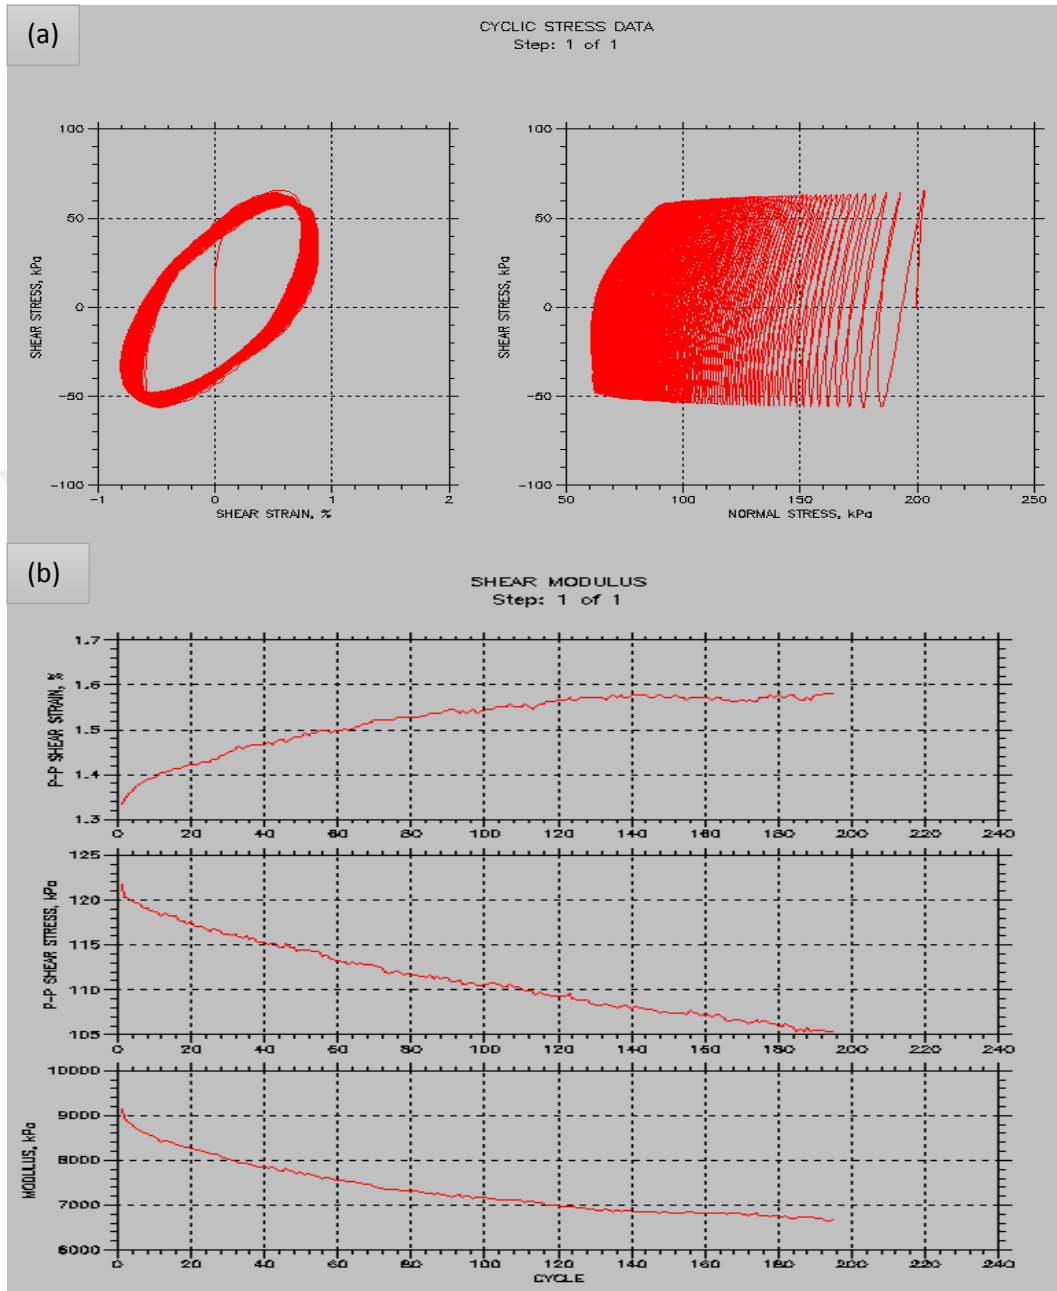 (a)
CYCLIC STRESS DATA
Step: 1 of 1
100
50
0
-50
-100
SHEAR STRESS, kPa
-1 0 1 2
SHEAR STRAIN, %
100
50
0
-50
-100
SHEAR STRESS, kPa
50 100 150 200 250
NORMAL STRESS, kPa
(b)
SHEAR MODULUS
Step: 1 of 1
1.7
1.6
1.5
1.4
1.3
P-P SHEAR STRAIN, %
0 20 40 60 80 100 120 140 160 180 200 220 240
125
120
115
110
105
P-P SHEAR STRESS, kPa
0 20 40 60 80 100 120 140 160 180 200 220 240
10000
9000
8000
7000
6000
MODULUS, kPa
0 20 40 60 80 100 120 140 160 180 200 220 240
CYCLE